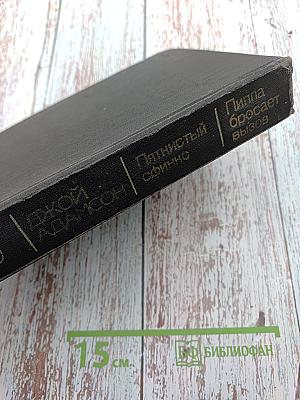 ДЖОЙ
АДАМСОН
Пятнистый
сфинкс
Пиппа
бросает
вызов
15 см
БИБЛИОФАН